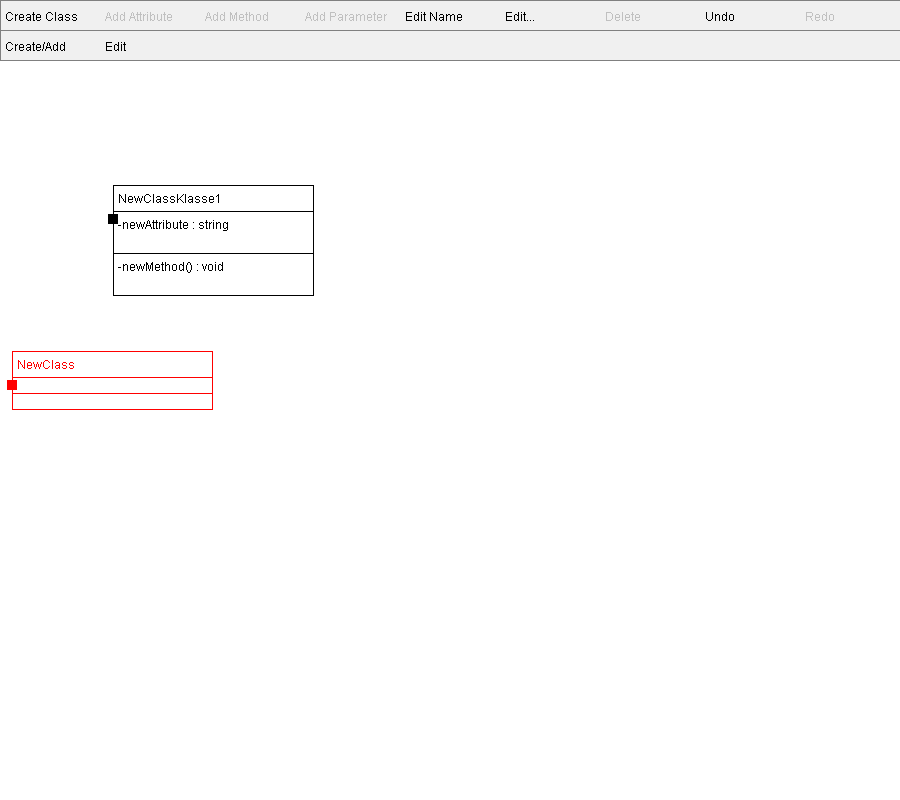 Create Class Add Attribute Add Method Add Parameter Edit Name Edit... Delete Undo Redo
Create/Add Edit
NewClassKlasse1
-newAttribute : string
-newMethod() : void
NewClass